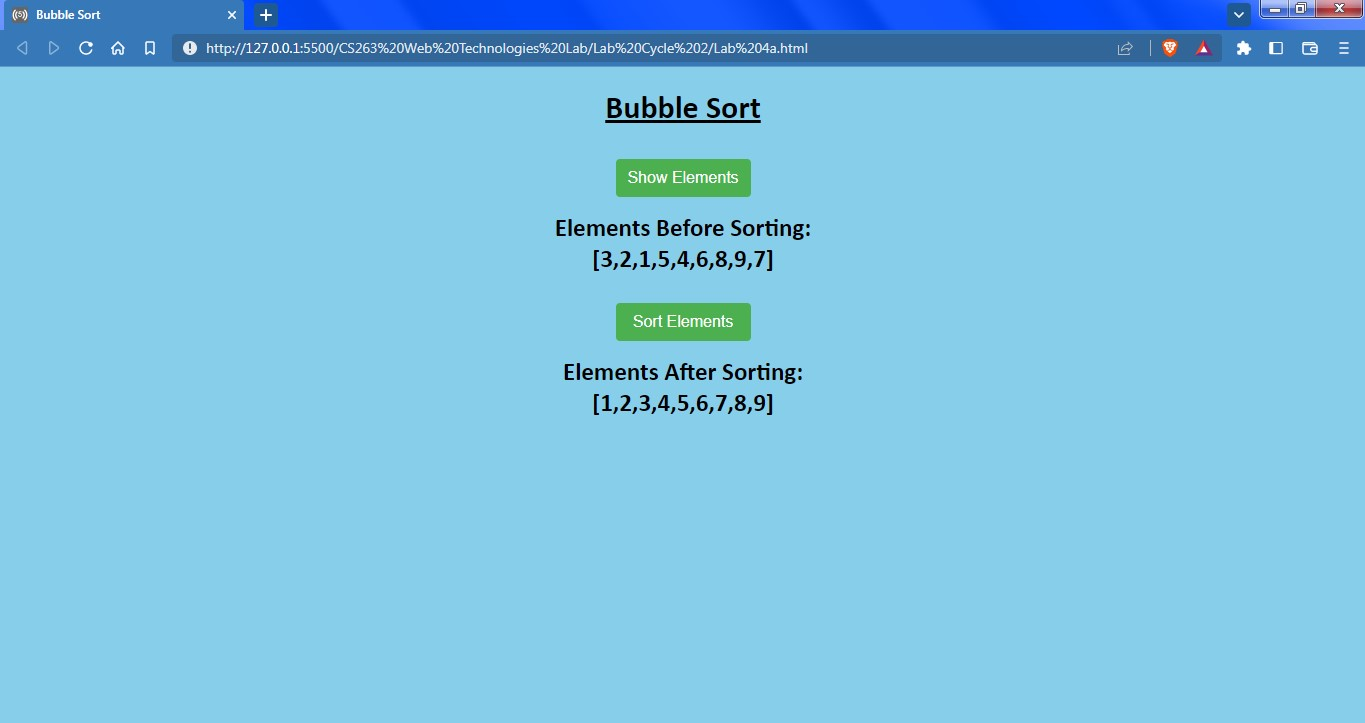 Bubble Sort
http://127.0.0.1:5500/CS263%20Web%20Technologies%20Lab/Lab%20Cycle%202/Lab%204a.html
Bubble Sort
Show Elements
Elements Before Sorting:
[3,2,1,5,4,6,8,9,7]
Sort Elements
Elements After Sorting:
[1,2,3,4,5,6,7,8,9]